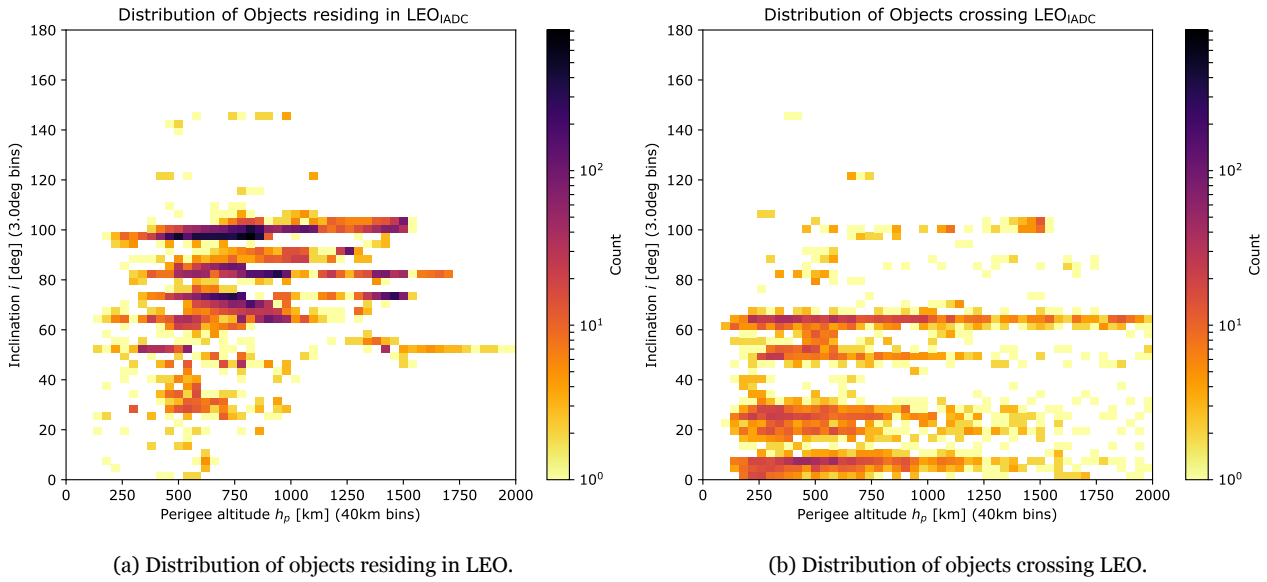 Distribution of Objects residing in LEO_IADC
180
160
140
120
100
80
60
40
20
0
Inclination i [deg] (3.0deg bins)
0 250 500 750 1000 1250 1500 1750 2000
Perigee altitude h_p [km] (40km bins)
10^2
10^1
10^0
Count
(a) Distribution of objects residing in LEO.
Distribution of Objects crossing LEO_IADC
180
160
140
120
100
80
60
40
20
0
Inclination i [deg] (3.0deg bins)
0 250 500 750 1000 1250 1500 1750 2000
Perigee altitude h_p [km] (40km bins)
10^2
10^1
10^0
Count
(b) Distribution of objects crossing LEO.